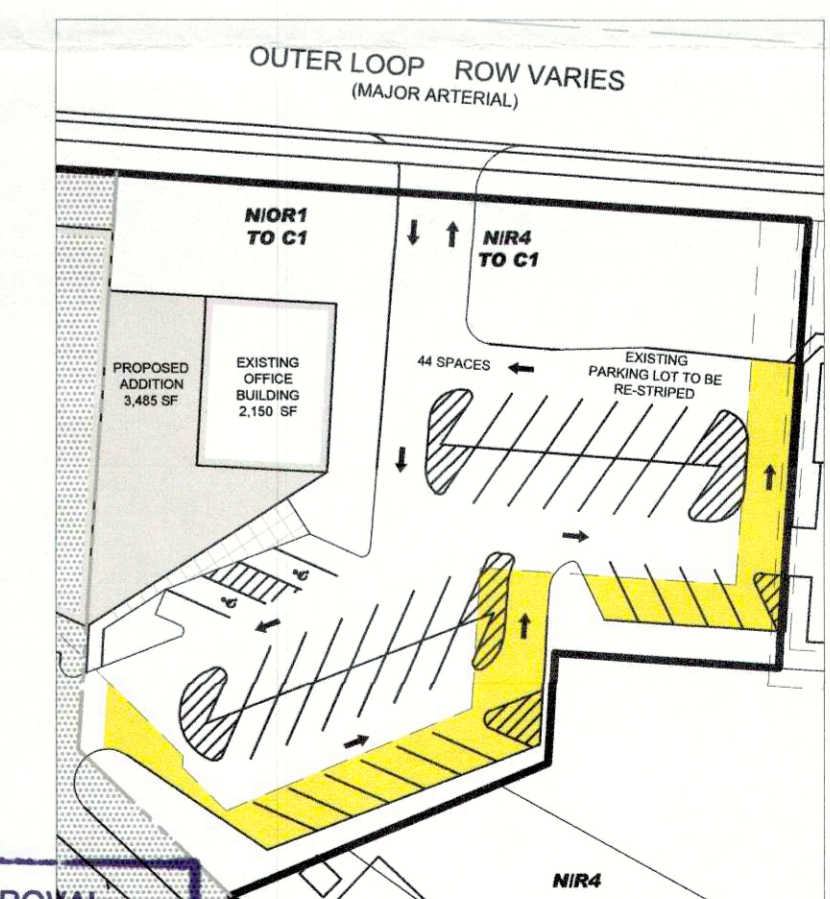 OUTER LOOP ROW VARIES
(MAJOR ARTERIAL)
N/OR1
TO C1
N/R4
TO C1
PROPOSED
ADDITION
3,485 SF
EXISTING
OFFICE
BUILDING
2,150 SF
44 SPACES
EXISTING
PARKING LOT TO BE
RE-STRIPED
N/R4